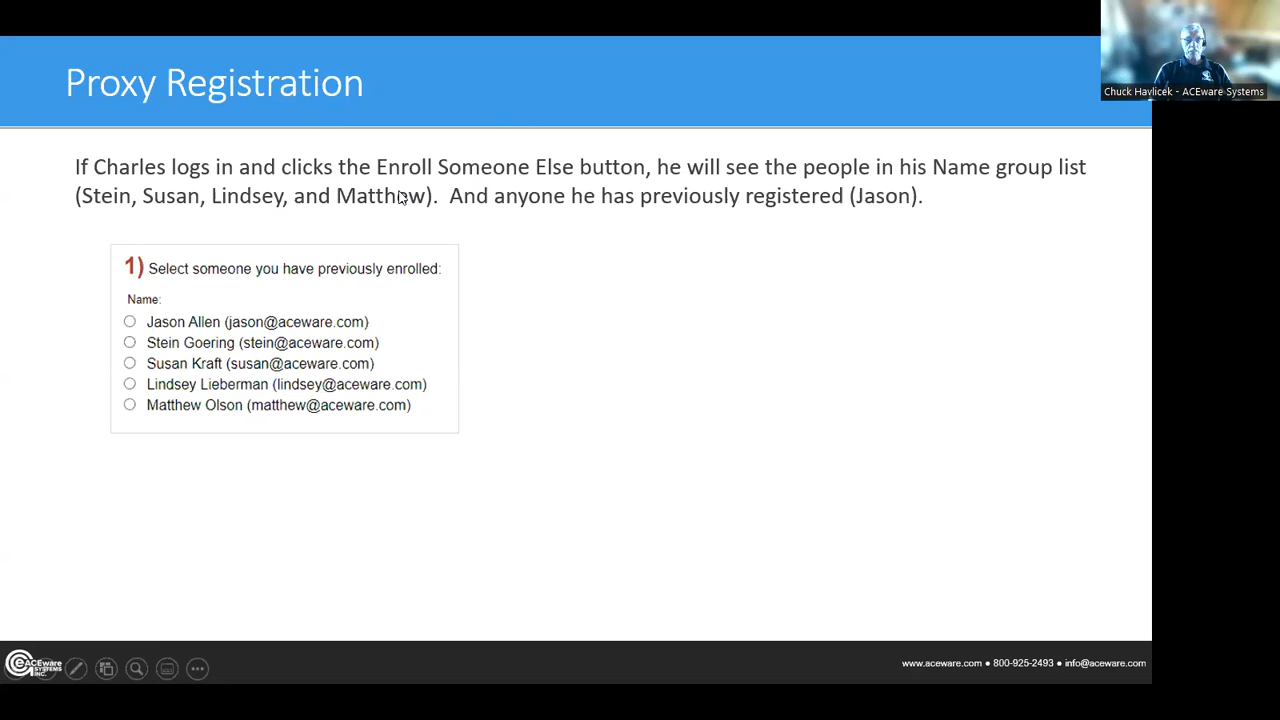 Proxy Registration
Chuck Havlicek - ACEware Systems
If Charles logs in and clicks the Enroll Someone Else button, he will see the people in his Name group list
(Stein, Susan, Lindsey, and Matthew).  And anyone he has previously registered (Jason).
1) Select someone you have previously enrolled:
Name:
Jason Allen (jason@aceware.com)
Stein Goering (stein@aceware.com)
Susan Kraft (susan@aceware.com)
Lindsey Lieberman (lindsey@aceware.com)
Matthew Olson (matthew@aceware.com)
ACEware
SYSTEMS
INC.
www.aceware.com ● 800-925-2493 ● info@aceware.com